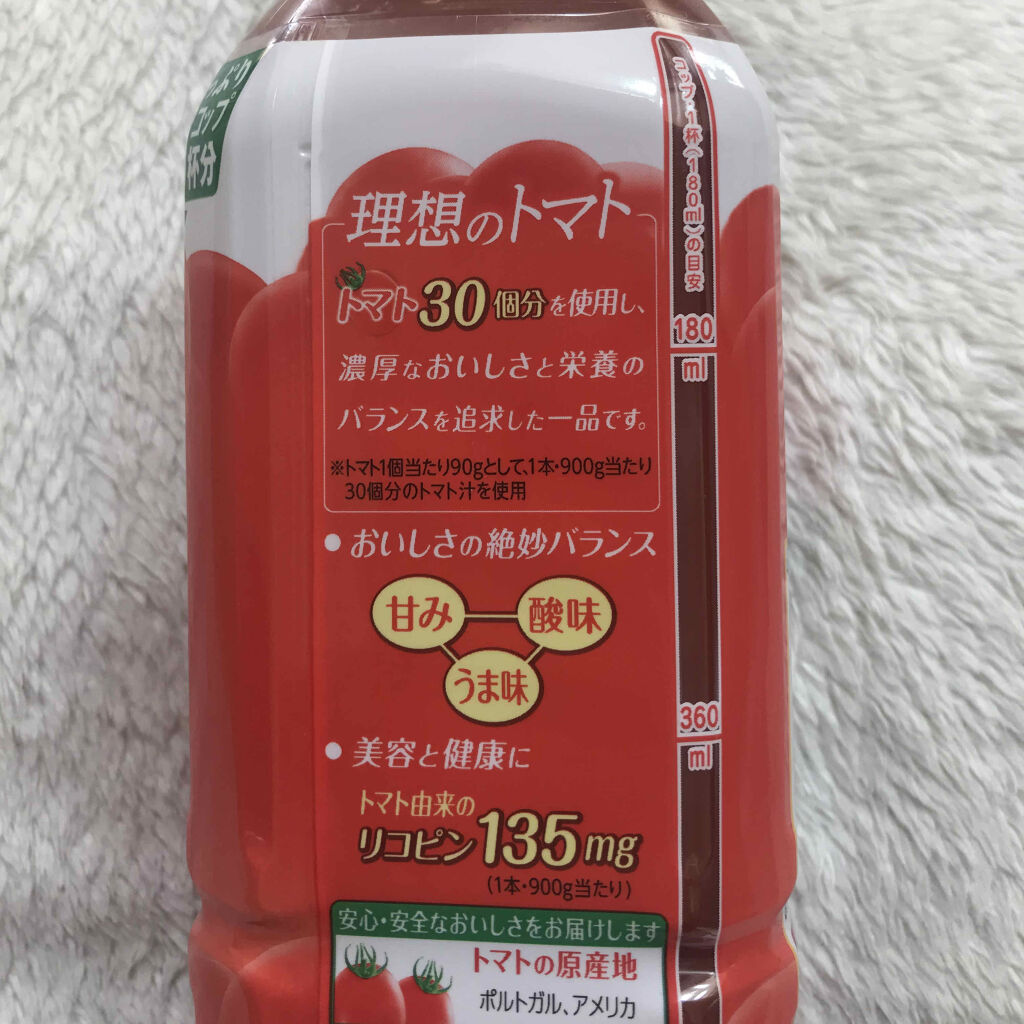 ぷり
コップ
杯分
コップ1杯(180ml)の目安
180
ml
360
ml
理想のトマト
トマト30個分を使用し、
濃厚なおいしさと栄養の
バランスを追求した一品です。
※トマト1個当たり90gとして、1本・900g当たり
30個分のトマト汁を使用
●おいしさの絶妙バランス
甘み 酸味
うま味
●美容と健康に
トマト由来の
リコピン135mg
(1本・900g当たり)
安心・安全なおいしさをお届けします
トマトの原産地
ポルトガル、アメリカ